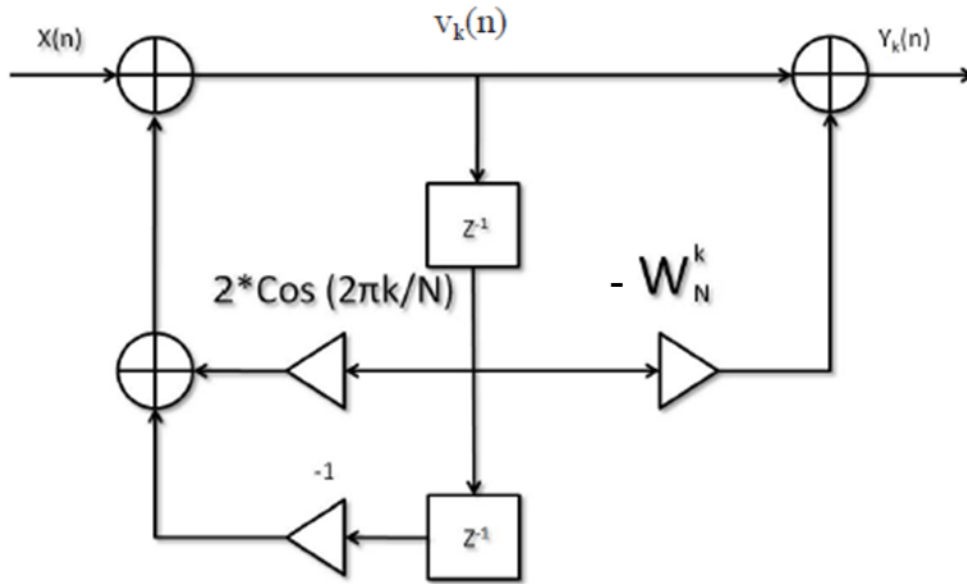 X(n)
v_k(n)
Y_k(n)
Z⁻¹
2*Cos (2πk/N)
- W_N^k
-1
Z⁻¹